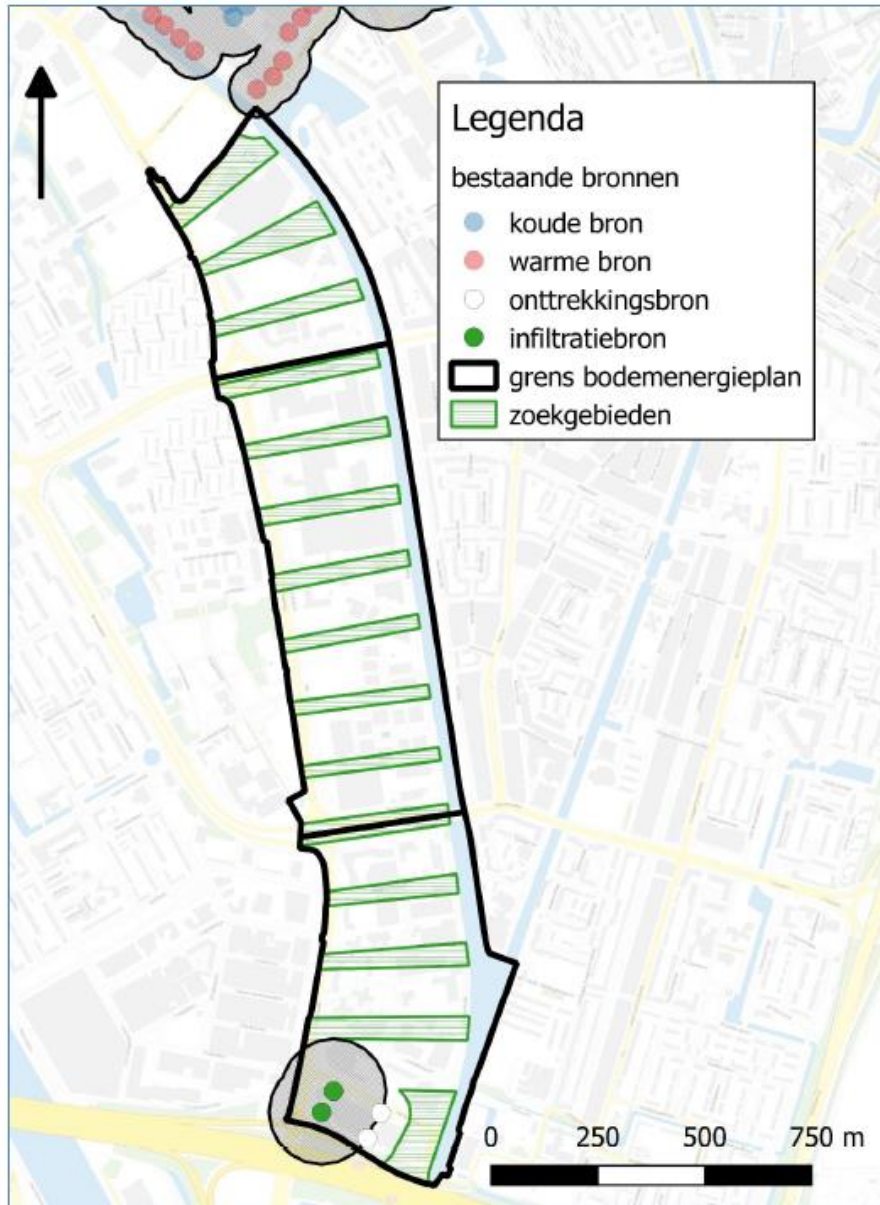 Legenda
bestaande bronnen
koude bron
warme bron
onttrekkingsbron
infiltratiebron
grens bodemenergieplan
zoekgebieden
0 250 500 750 m